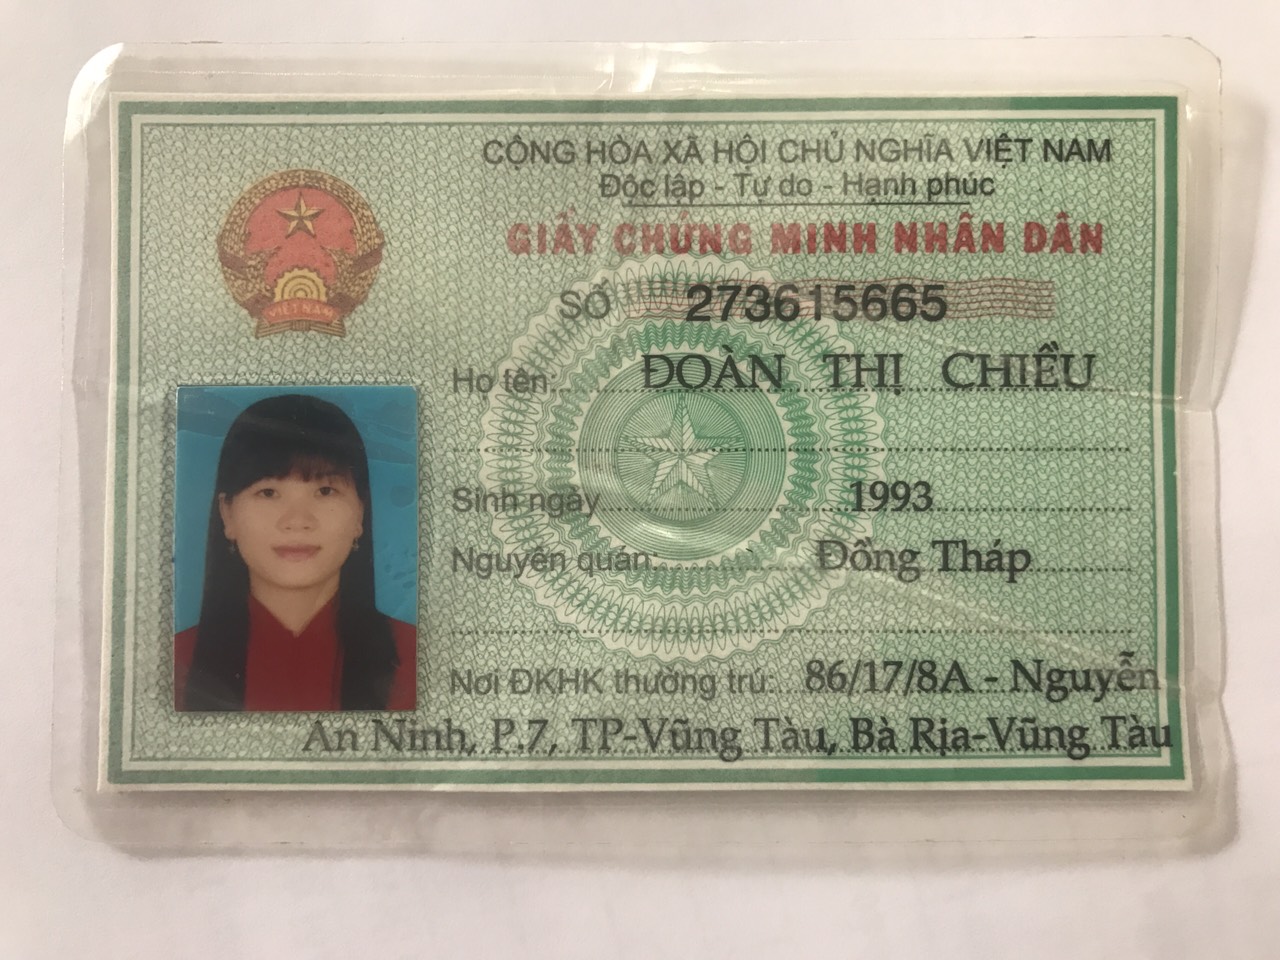 CỘNG HÒA XÃ HỘI CHỦ NGHĨA VIỆT NAM
Độc lập - Tự do - Hạnh phúc
GIẤY CHỨNG MINH NHÂN DÂN
SỐ 273615665
VIỆT NAM
Họ tên: ĐOÀN THỊ CHIỀU
Sinh ngày 1993
Nguyên quán: Đồng Tháp
Nơi ĐKHK thường trú: 86/17/8A - Nguyễn
An Ninh, P.7, TP-Vũng Tàu, Bà Rịa-Vũng Tàu